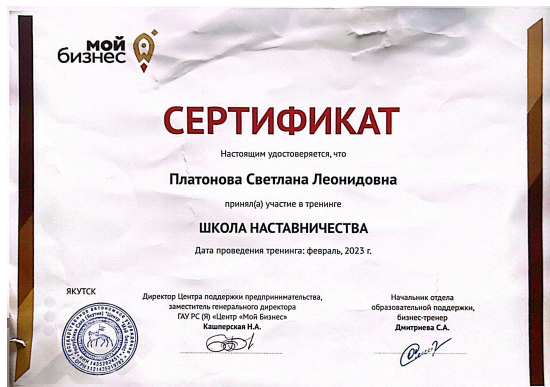 мой
бизнес
СЕРТИФИКАТ
Настоящим удостоверяется, что
Платонова Светлана Леонидовна
принял(а) участие в тренинге
ШКОЛА НАСТАВНИЧЕСТВА
Дата проведения тренинга: февраль, 2023 г.
ЯКУТСК
Директор Центра поддержки предпринимательства,
заместитель генерального директора
ГАУ РС (Я) «Центр «Мой Бизнес»
Кашперская Н.А.
Начальник отдела
образовательной поддержки,
бизнес-тренер
Дмитриева С.А.